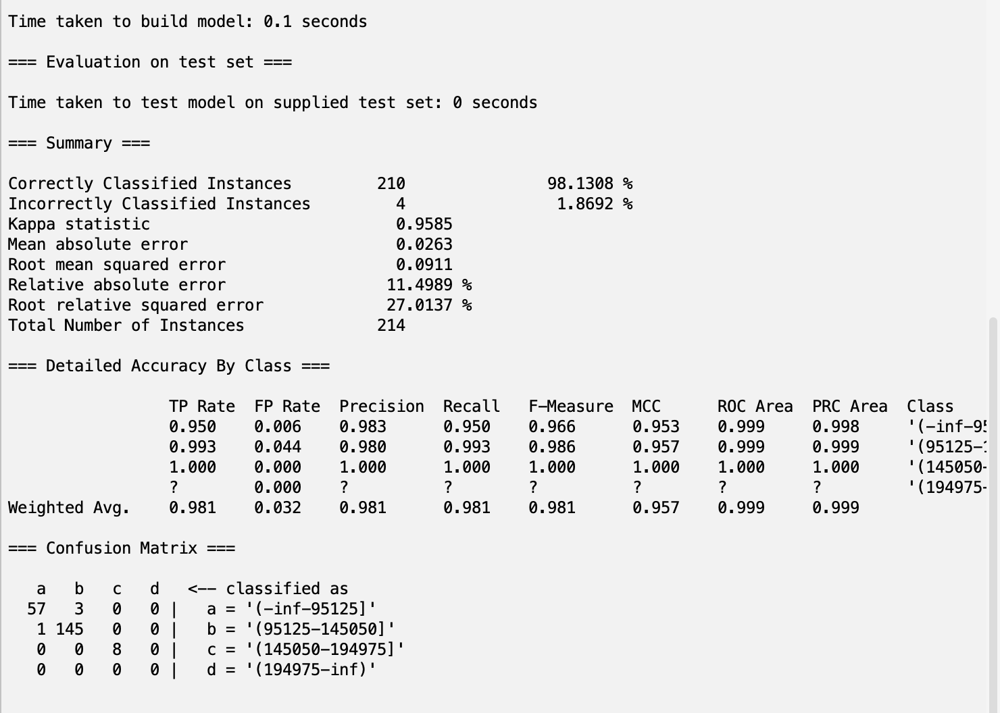 Time taken to build model: 0.1 seconds
=== Evaluation on test set ===
Time taken to test model on supplied test set: 0 seconds
=== Summary ===
Correctly Classified Instances 210 98.1308 %
Incorrectly Classified Instances 4 1.8692 %
Kappa statistic 0.9585
Mean absolute error 0.0263
Root mean squared error 0.0911
Relative absolute error 11.4989 %
Root relative squared error 27.0137 %
Total Number of Instances 214
=== Detailed Accuracy By Class ===
TP Rate FP Rate Precision Recall F-Measure MCC ROC Area PRC Area Class
0.950 0.006 0.983 0.950 0.966 0.953 0.999 0.998 '(-inf-95
0.993 0.044 0.980 0.993 0.986 0.957 0.999 0.999 '(95125-
1.000 0.000 1.000 1.000 1.000 1.000 1.000 1.000 '(145050-
? 0.000 ? ? ? ? ? ? '(194975-
Weighted Avg. 0.981 0.032 0.981 0.981 0.981 0.957 0.999 0.999
=== Confusion Matrix ===
a b c d <-- classified as
57 3 0 0 | a = '(-inf-95125]'
1 145 0 0 | b = '(95125-145050]'
0 0 8 0 | c = '(145050-194975]'
0 0 0 0 | d = '(194975-inf)'